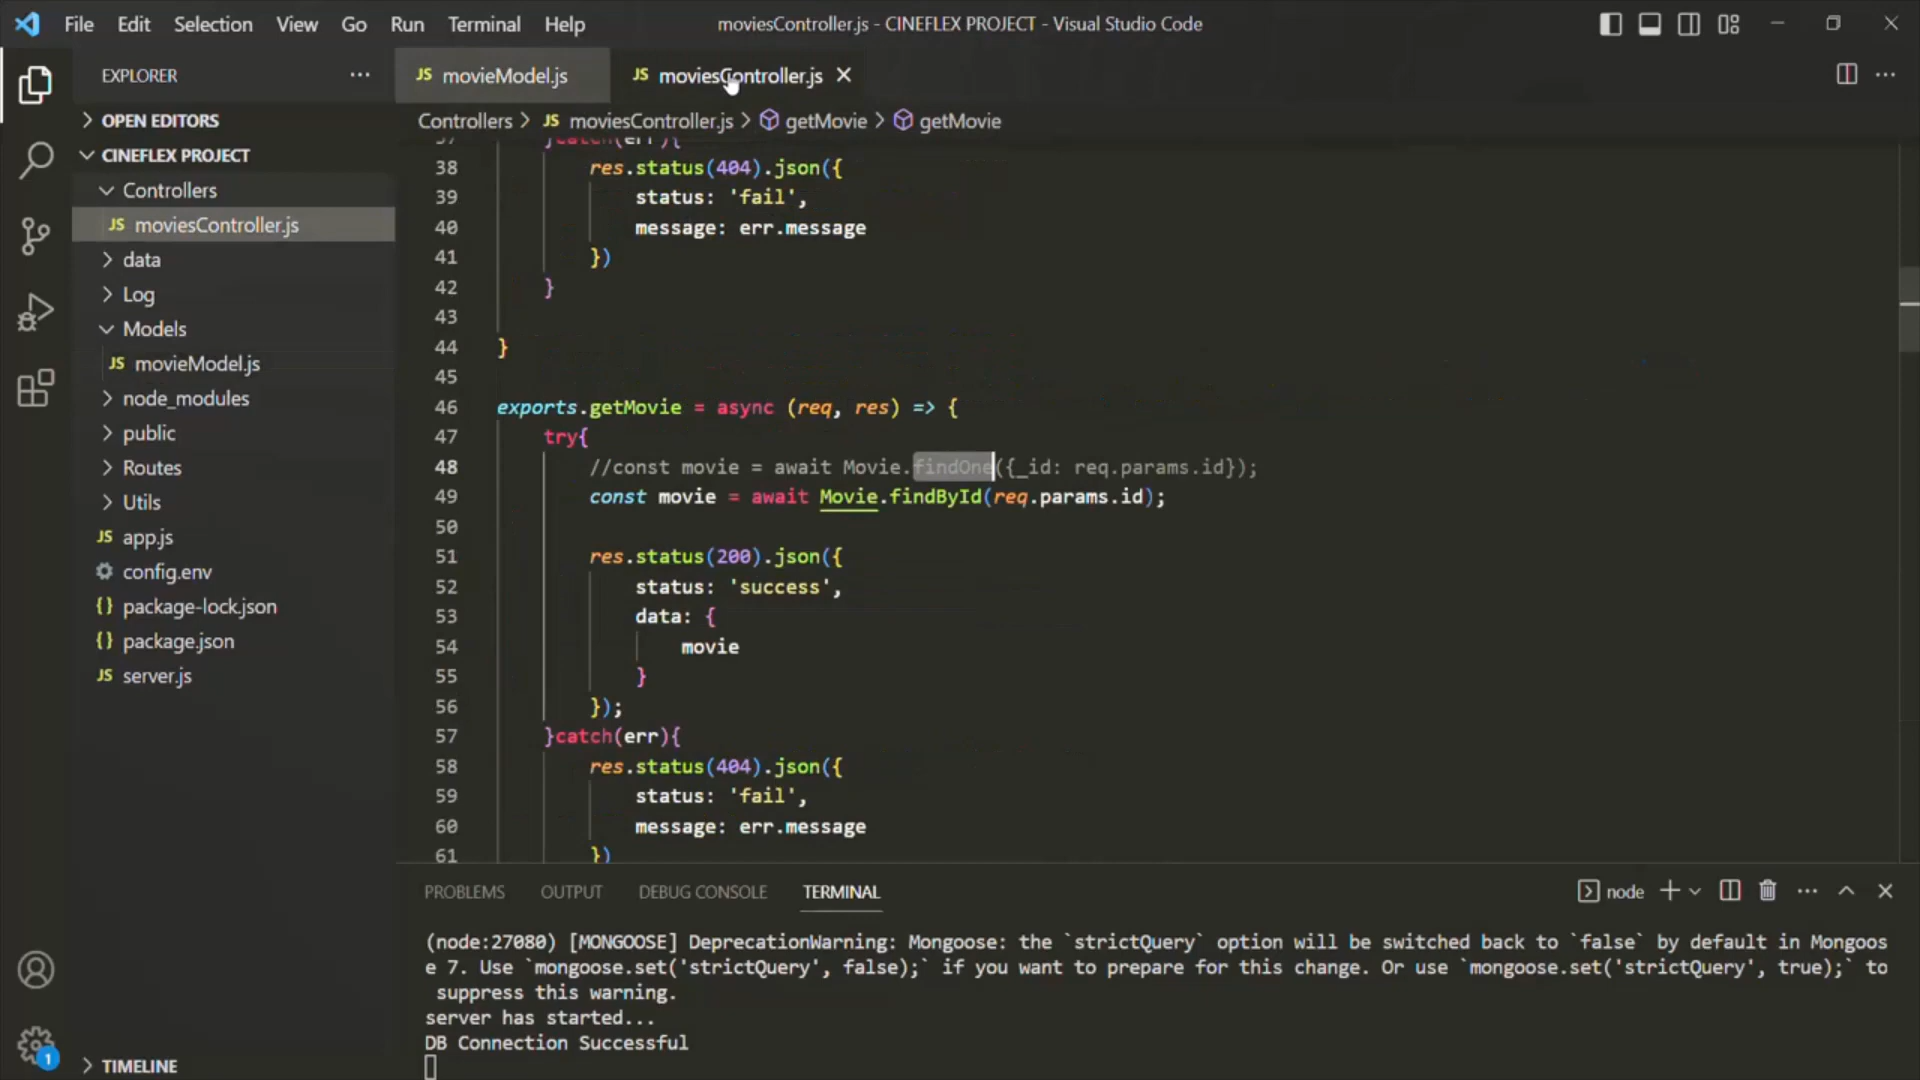 File Edit Selection View Go Run Terminal Help
moviesController.js - CINEFLEX PROJECT - Visual Studio Code
EXPLORER
OPEN EDITORS
CINEFLEX PROJECT
Controllers
JS moviesController.js
data
Log
Models
JS movieModel.js
node_modules
public
Routes
Utils
JS app.js
config.env
{} package-lock.json
{} package.json
JS server.js
TIMELINE
1
JS movieModel.js
JS moviesController.js
Controllers > JS moviesController.js > getMovie > getMovie
37 }catch(err){
38 res.status(404).json({
39 status: 'fail',
40 message: err.message
41 })
42 }
43
44 }
45
46 exports.getMovie = async (req, res) => {
47 try{
48 //const movie = await Movie.findOne({_id: req.params.id});
49 const movie = await Movie.findById(req.params.id);
50
51 res.status(200).json({
52 status: 'success',
53 data: {
54 movie
55 }
56 });
57 }catch(err){
58 res.status(404).json({
59 status: 'fail',
60 message: err.message
61 })
PROBLEMS OUTPUT DEBUG CONSOLE TERMINAL
node
(node:27080) [MONGOOSE] DeprecationWarning: Mongoose: the `strictQuery` option will be switched back to `false` by default in Mongoos
e 7. Use `mongoose.set('strictQuery', false);` if you want to prepare for this change. Or use `mongoose.set('strictQuery', true);` to
suppress this warning.
server has started...
DB Connection Successful